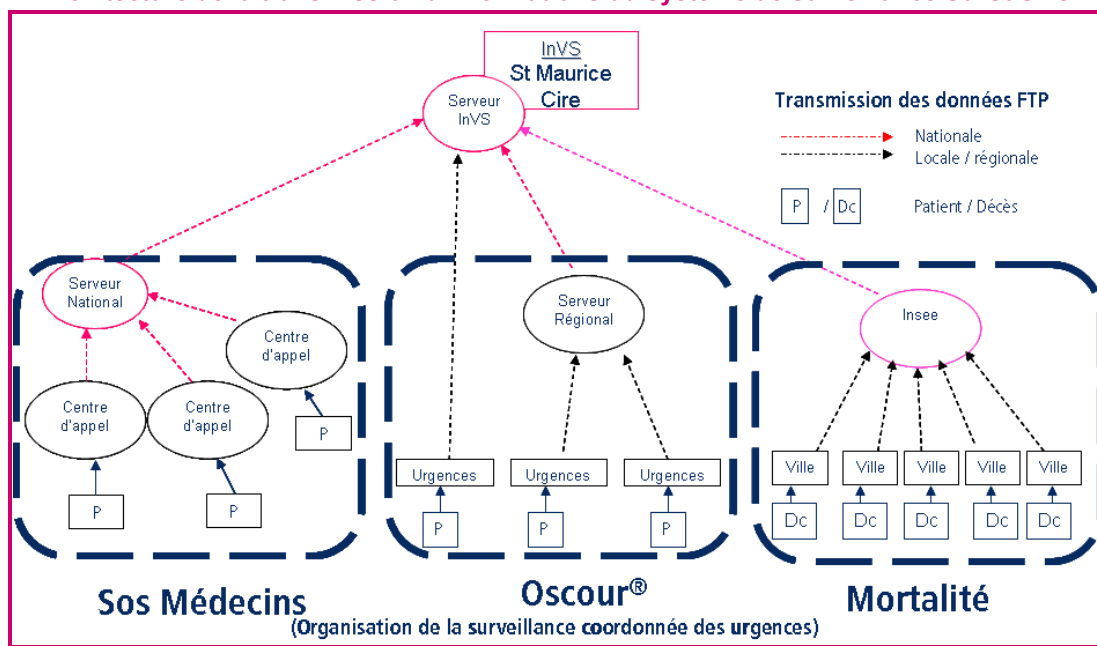 InVS
St Maurice
Cire
Serveur
InVS
Transmission des données FTP
Nationale
Locale / régionale
P / Dc Patient / Décès
Serveur
National
Centre
d'appel
Centre
d'appel
Centre
d'appel
P
P
P
Serveur
Régional
Urgences
Urgences
Urgences
P
P
P
Insee
Ville
Ville
Ville
Ville
Ville
Dc
Dc
Dc
Dc
Dc
Sos Médecins
Oscour®
(Organisation de la surveillance coordonnée des urgences)
Mortalité